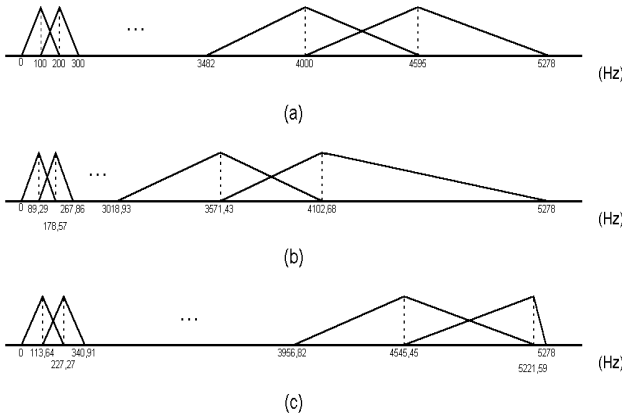 ...
0 100 200 300 3482 4000 4595 5278 (Hz)
(a)
...
0 89,29 267,86 3018,93 3571,43 4102,68 5278 (Hz)
178,57
(b)
...
0 113,64 340,91 3956,82 4545,45 5278 (Hz)
227,27 5221,59
(c)